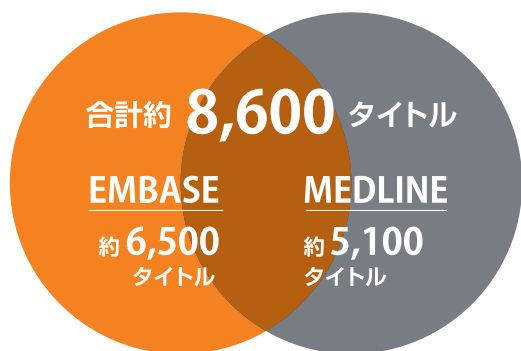 合計約 8,600 タイトル
EMBASE
約 6,500
タイトル
MEDLINE
約 5,100
タイトル